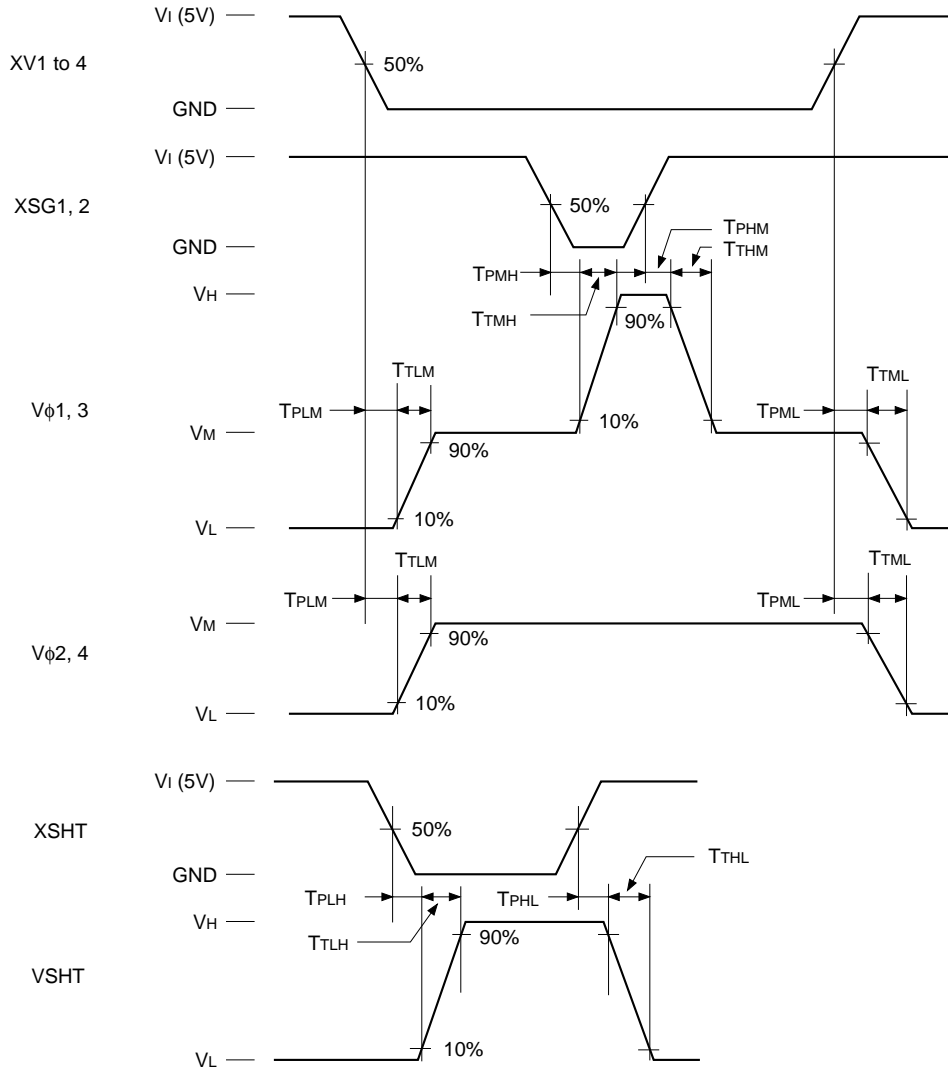 VI (5V)
XV1 to 4
50%
GND
VI (5V)
XSG1, 2
50%
TPHM
GND
TTHM
TPMH
VH
TTMH
90%
TTLM
TTML
Vϕ1, 3
TPLM
TPML
VM
10%
90%
10%
VL
TTLM
TTML
TPLM
TPML
VM
90%
Vϕ2, 4
10%
VL
VI (5V)
XSHT
50%
TTHL
GND
TPLH
TPHL
VH
TTLH
90%
VSHT
10%
VL